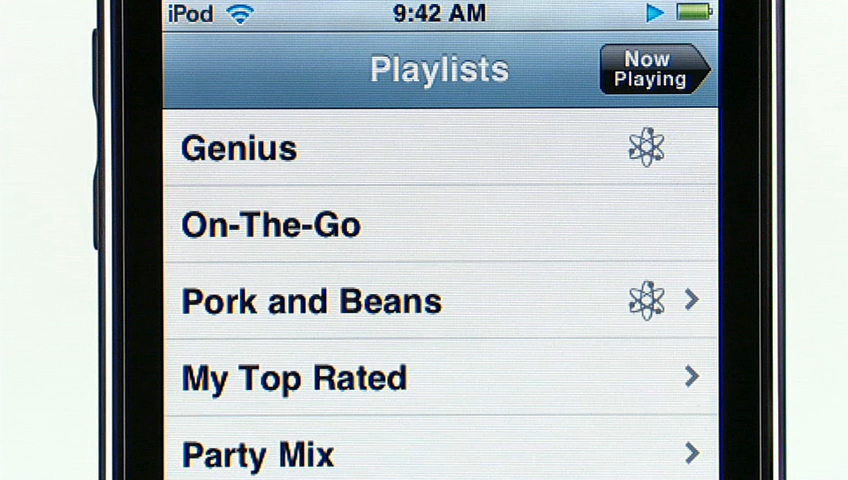 iPod 9:42 AM
Playlists
Now
Playing
Genius
On-The-Go
Pork and Beans
My Top Rated
Party Mix